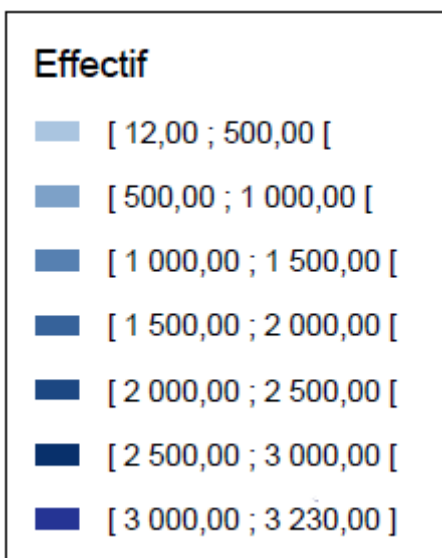 Effectif
[ 12,00 ; 500,00 [
[ 500,00 ; 1 000,00 [
[ 1 000,00 ; 1 500,00 [
[ 1 500,00 ; 2 000,00 [
[ 2 000,00 ; 2 500,00 [
[ 2 500,00 ; 3 000,00 [
[ 3 000,00 ; 3 230,00 ]